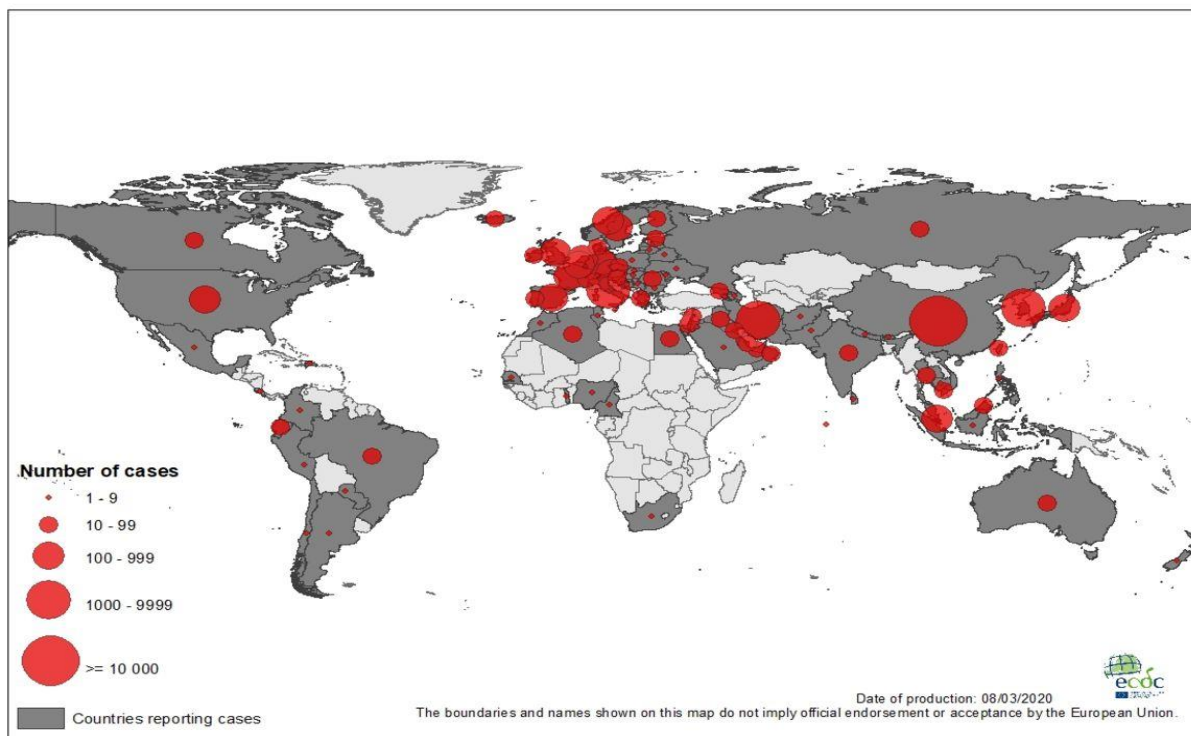 Number of cases
1 - 9
10 - 99
100 - 999
1000 - 9999
>= 10 000
Countries reporting cases
ecdc
Date of production: 08/03/2020
The boundaries and names shown on this map do not imply official endorsement or acceptance by the European Union.